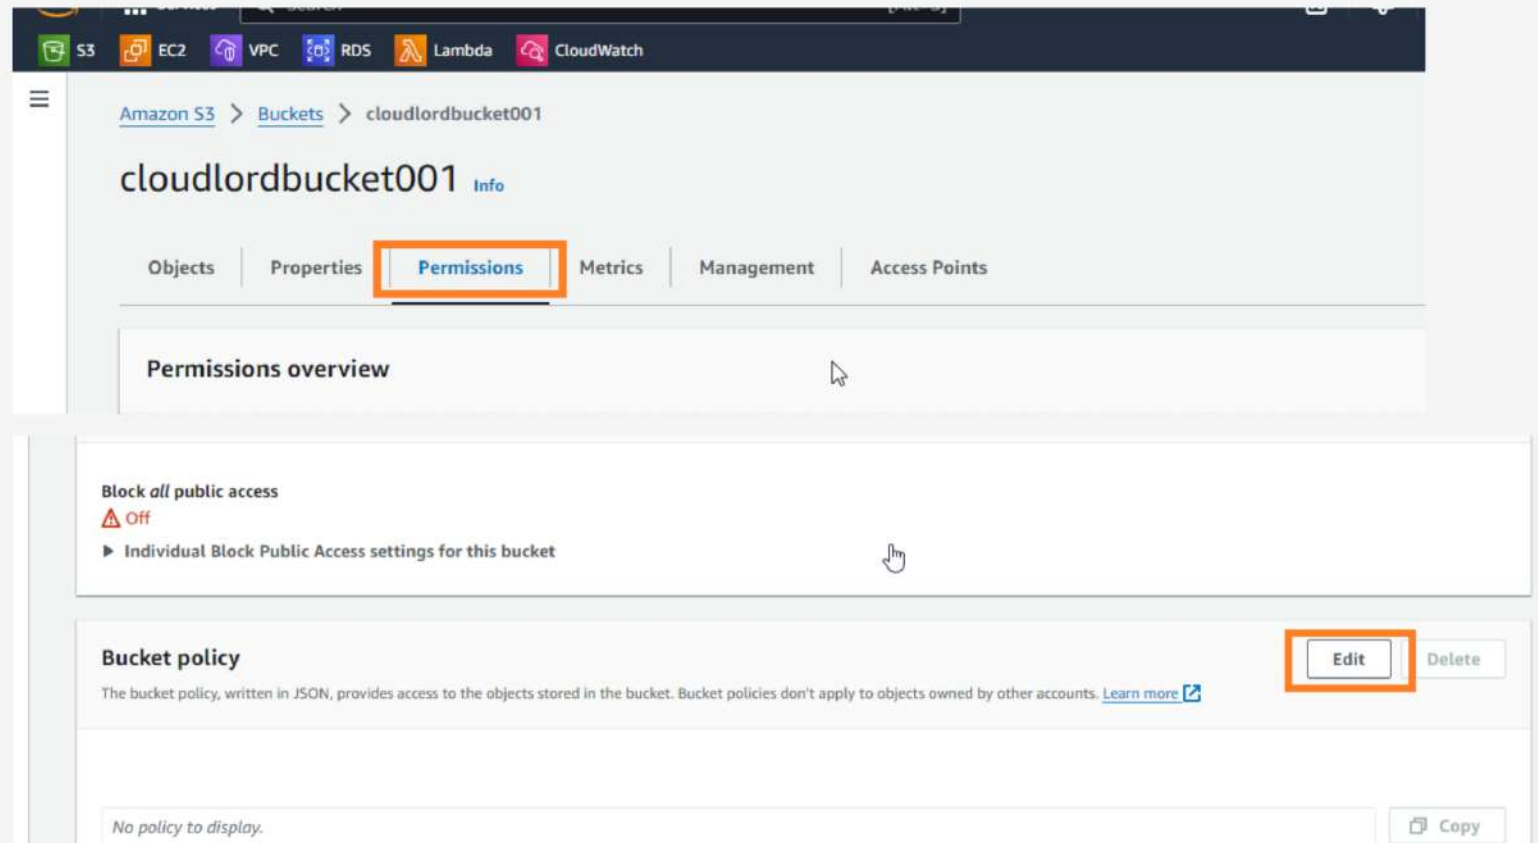 S3 EC2 VPC RDS Lambda CloudWatch
Amazon S3 > Buckets > cloudlordbucket001
cloudlordbucket001 Info
Objects Properties Permissions Metrics Management Access Points
Permissions overview
Block all public access
Off
Individual Block Public Access settings for this bucket
Bucket policy
Edit Delete
The bucket policy, written in JSON, provides access to the objects stored in the bucket. Bucket policies don't apply to objects owned by other accounts. Learn more
No policy to display.
Copy